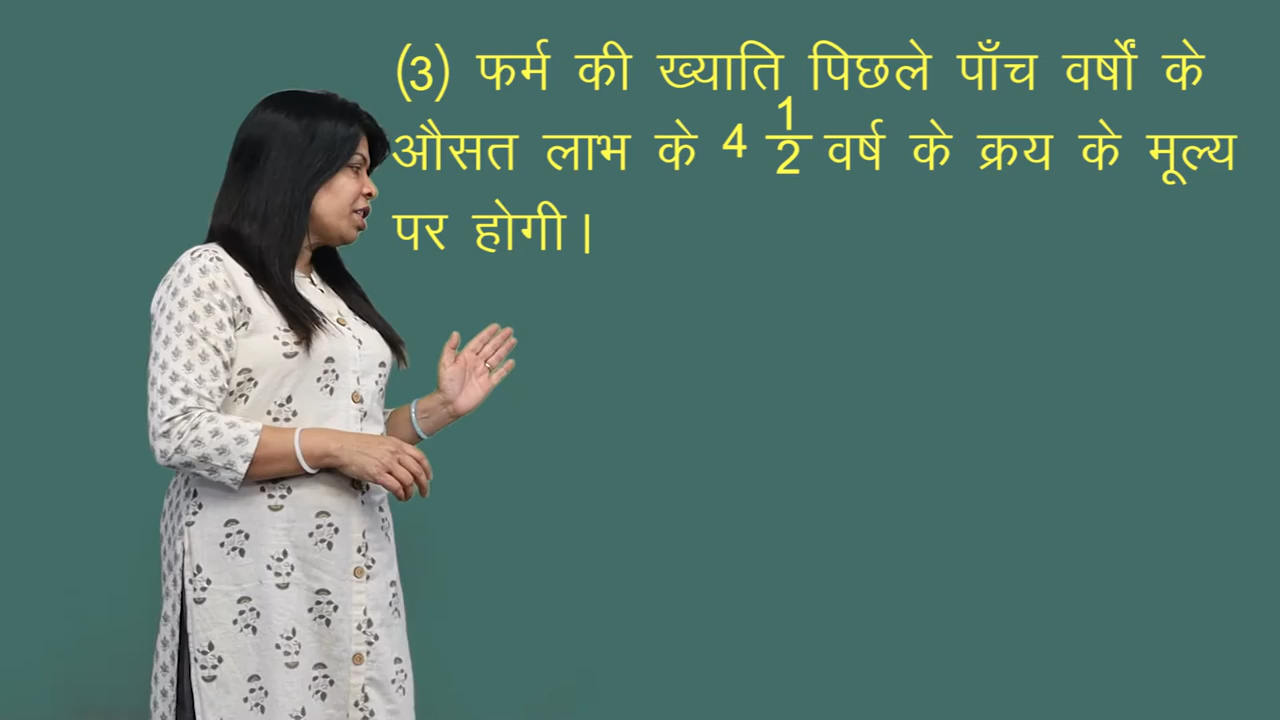 (3) फर्म की ख्याति पिछले पाँच वर्षों के
औसत लाभ के 4 1/2 वर्ष के क्रय के मूल्य
पर होगी।